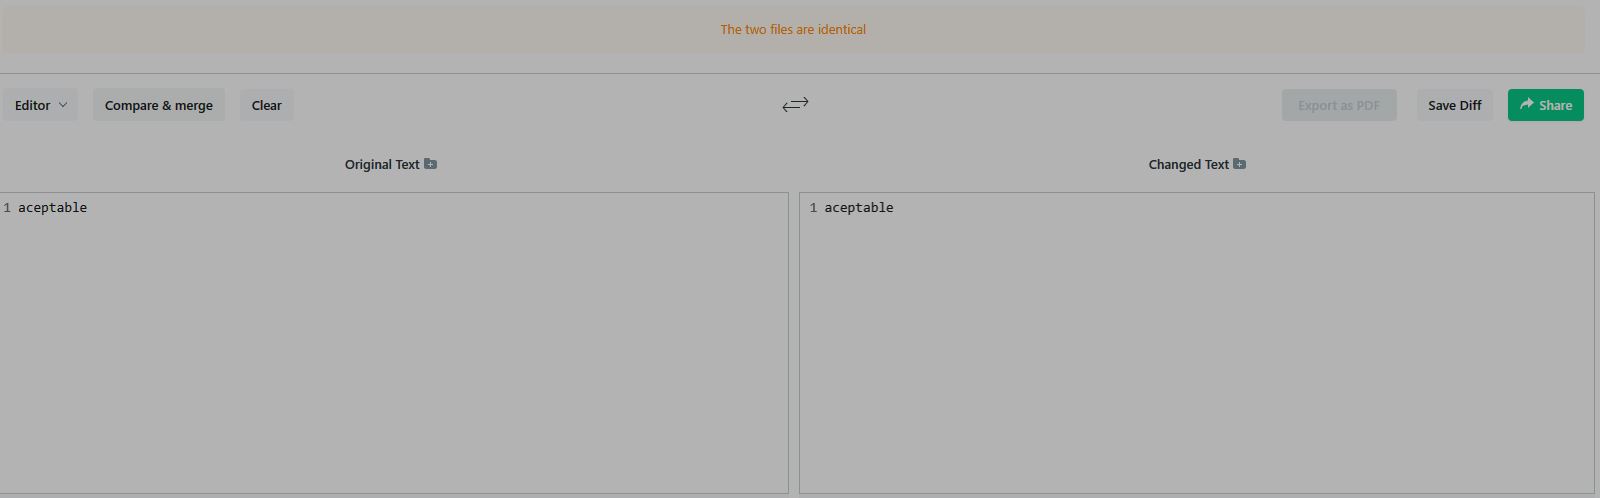 The two files are identical
Editor Compare & merge Clear Export as PDF Save Diff Share
Original Text Changed Text
1 aceptable 1 aceptable